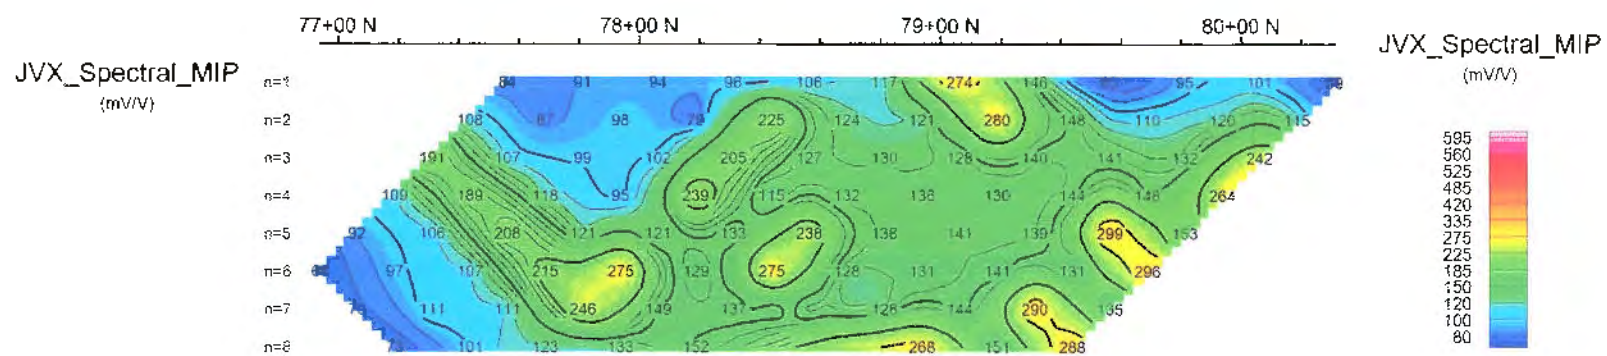 77+00 N 78+00 N 79+00 N 80+00 N
JVX_Spectral_MIP
(mV/V)
JVX_Spectral_MIP
(mV/V)
n=1 84 91 94 96 106 117 274 146 95 101
n=2 108 87 98 79 225 124 121 280 148 110 120 115
n=3 191 107 99 102 205 127 130 128 140 141 132 242
n=4 109 189 118 95 239 115 132 138 130 144 148 264
n=5 92 106 208 121 121 133 238 138 141 139 299 153
n=6 97 107 215 275 129 275 128 131 141 131 296
n=7 111 111 246 149 137 128 144 290
n=8 73 101 123 133 152 268 151 288
595
560
525
485
420
335
275
225
185
150
120
100
80